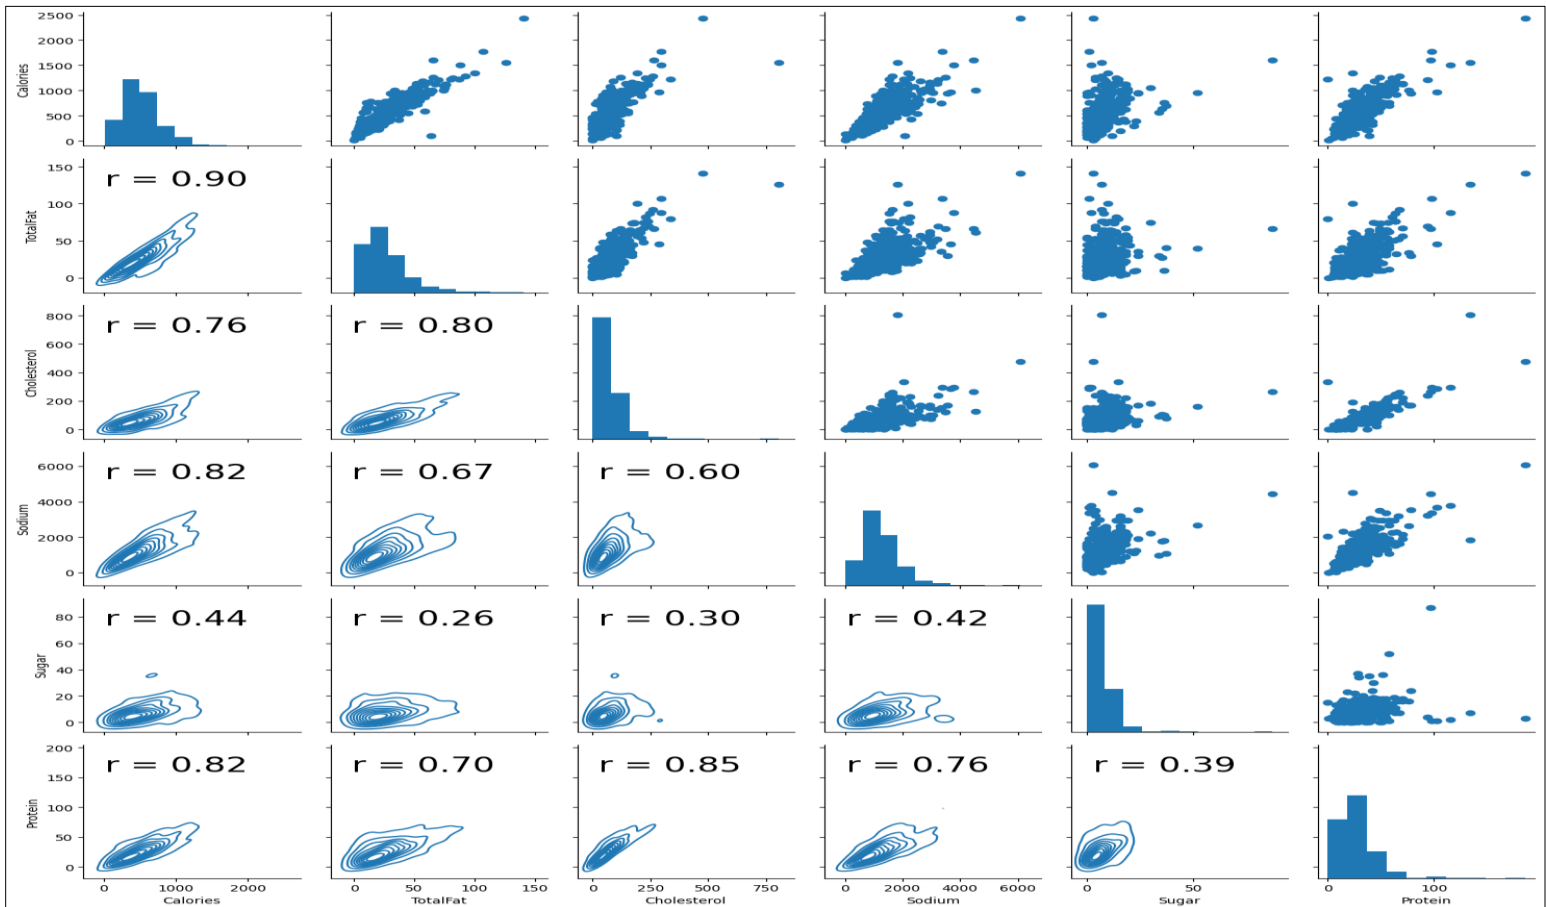 2500
2000
1500
1000
500
0
Calories
150
100
50
0
TotalFat
r = 0.90
800
600
400
200
0
Cholesterol
r = 0.76
r = 0.80
6000
4000
2000
0
Sodium
r = 0.82
r = 0.67
r = 0.60
80
60
40
20
0
Sugar
r = 0.44
r = 0.26
r = 0.30
r = 0.42
200
150
100
50
0
Protein
r = 0.82
r = 0.70
r = 0.85
r = 0.76
r = 0.39
0 1000 2000
0 50 100 150
0 250 500 750
0 2000 4000 6000
0 50
0 100
Calories
TotalFat
Cholesterol
Sodium
Sugar
Protein